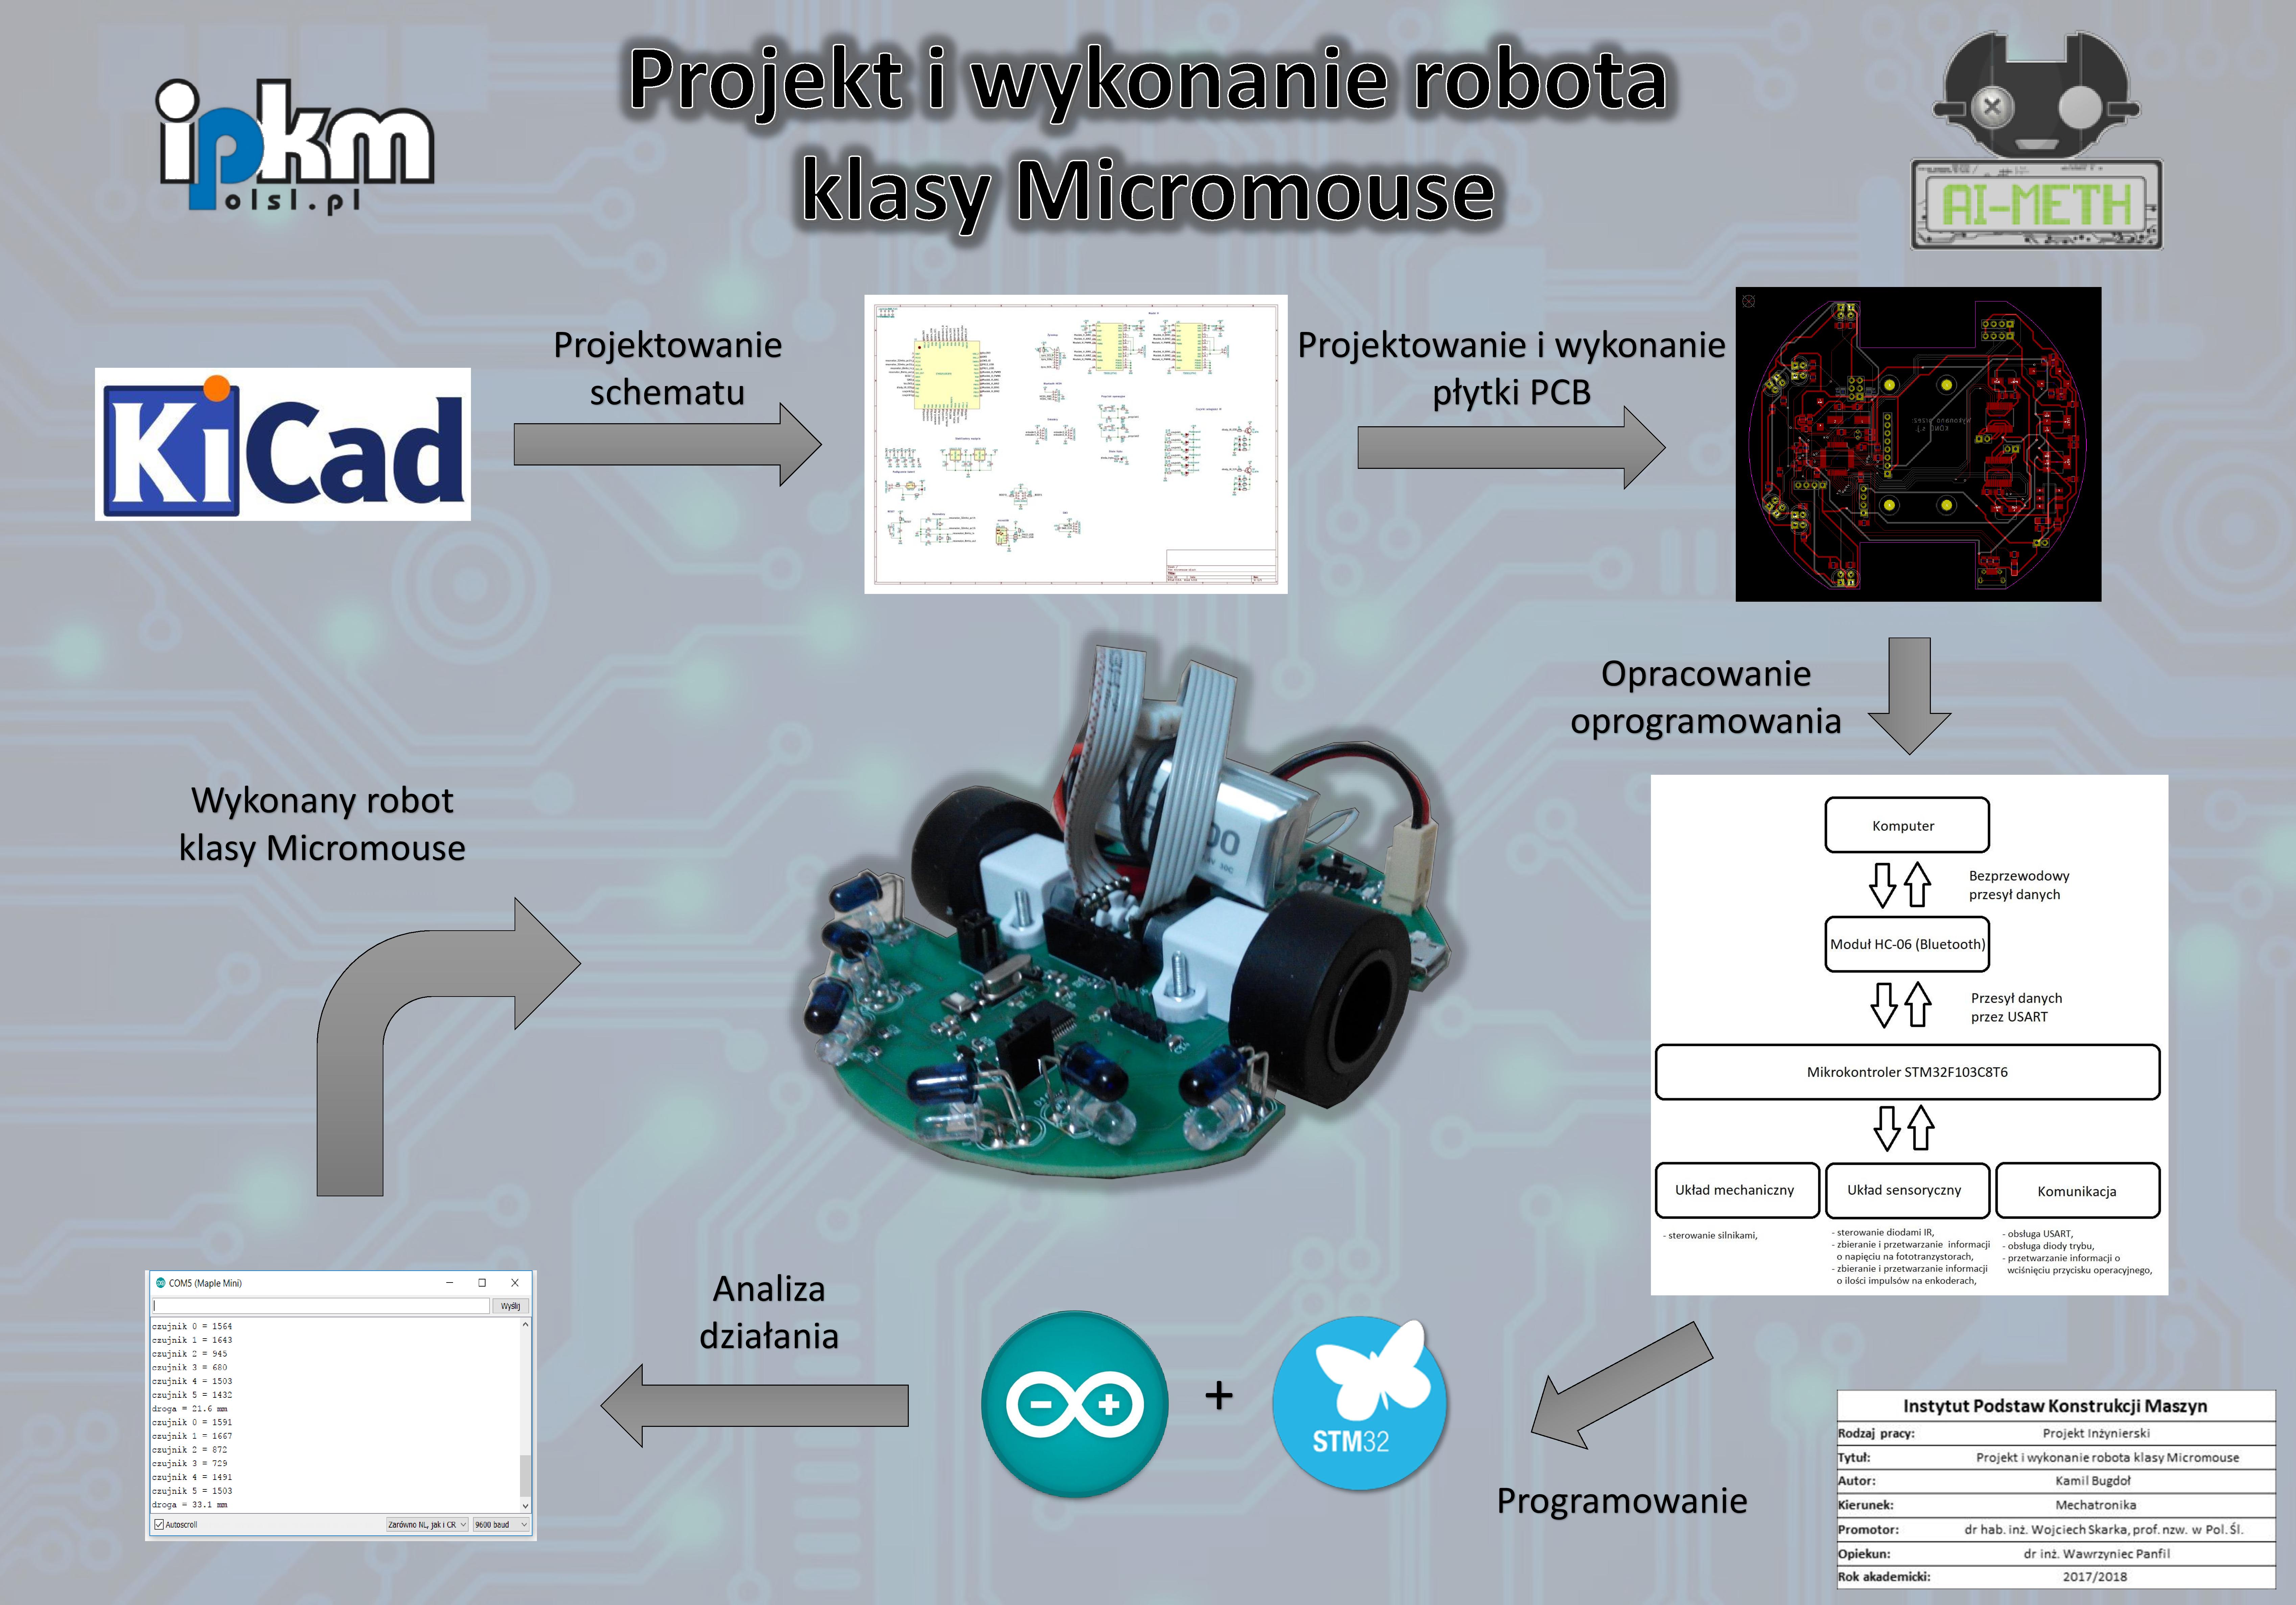 Projekt i wykonanie robota
klasy Micromouse
ipkm
olsl.pl
AI-METH
KiCad
Projektowanie
schematu
Projektowanie i wykonanie
płytki PCB
Opracowanie
oprogramowania
Komputer
Bezprzewodowy
przesył danych
Moduł HC-06 (Bluetooth)
Przesył danych
przez USART
Mikrokontroler STM32F103C8T6
Układ mechaniczny
- sterowanie silnikami,
Układ sensoryczny
- sterowanie diodami IR,
- zbieranie i przetwarzanie informacji
o napięciu na fototranzystorach,
- zbieranie i przetwarzanie informacji
o ilości impulsów na enkoderach,
Komunikacja
- obsługa USART,
- obsługa diody trybu,
- przetwarzanie informacji o
wciśnięciu przycisku operacyjnego,
Programowanie
+
STM32
Analiza
działania
COM5 (Maple Mini)
Wyślij
czujnik 0 = 1564
czujnik 1 = 1643
czujnik 2 = 945
czujnik 3 = 680
czujnik 4 = 1503
czujnik 5 = 1432
droga = 21.6 mm
czujnik 0 = 1591
czujnik 1 = 1667
czujnik 2 = 872
czujnik 3 = 729
czujnik 4 = 1491
czujnik 5 = 1503
droga = 33.1 mm
Autoscroll
Zarówno NL, jak i CR
9600 baud
Wykonany robot
klasy Micromouse
Instytut Podstaw Konstrukcji Maszyn
Rodzaj pracy: Projekt Inżynierski
Tytuł: Projekt i wykonanie robota klasy Micromouse
Autor: Kamil Bugdoł
Kierunek: Mechatronika
Promotor: dr hab. inż. Wojciech Skarka, prof. nzw. w Pol. Śl.
Opiekun: dr inż. Wawrzyniec Panfil
Rok akademicki: 2017/2018